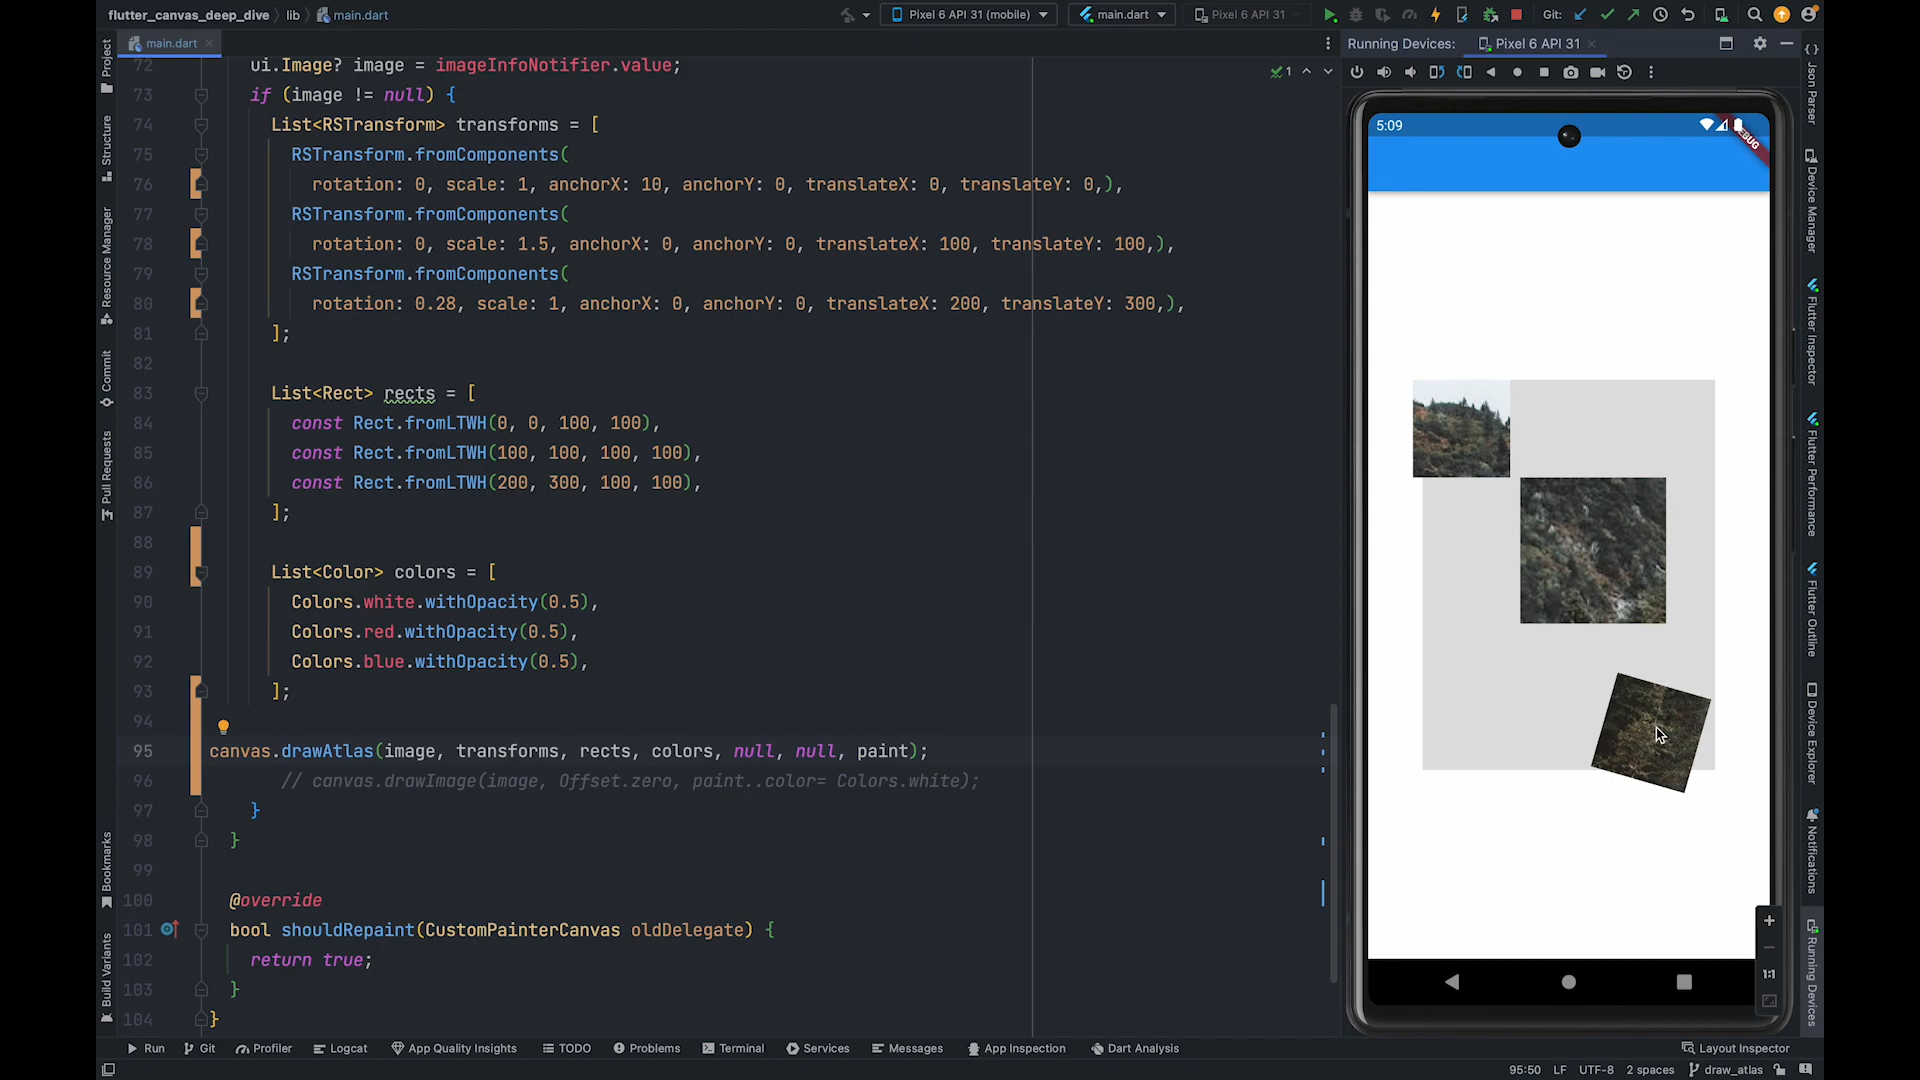 flutter_canvas_deep_dive
lib
main.dart
Pixel 6 API 31 (mobile)
main.dart
Pixel 6 API 31
Git:
main.dart
Running Devices:
Pixel 6 API 31
72 ui.Image? image = imageInfoNotifier.value;
73 if (image != null) {
74 List<RSTransform> transforms = [
75 RSTransform.fromComponents(
76 rotation: 0, scale: 1, anchorX: 10, anchorY: 0, translateX: 0, translateY: 0,),
77 RSTransform.fromComponents(
78 rotation: 0, scale: 1.5, anchorX: 0, anchorY: 0, translateX: 100, translateY: 100,),
79 RSTransform.fromComponents(
80 rotation: 0.28, scale: 1, anchorX: 0, anchorY: 0, translateX: 200, translateY: 300,),
81 ];
82
83 List<Rect> rects = [
84 const Rect.fromLTWH(0, 0, 100, 100),
85 const Rect.fromLTWH(100, 100, 100, 100),
86 const Rect.fromLTWH(200, 300, 100, 100),
87 ];
88
89 List<Color> colors = [
90 Colors.white.withOpacity(0.5),
91 Colors.red.withOpacity(0.5),
92 Colors.blue.withOpacity(0.5),
93 ];
94
95 canvas.drawAtlas(image, transforms, rects, colors, null, null, paint);
96 // canvas.drawImage(image, Offset.zero, paint..color= Colors.white);
97 }
98 }
99
100 @override
101 bool shouldRepaint(CustomPainterCanvas oldDelegate) {
102 return true;
103 }
104 }
1
5:09
DEBUG
1:1
Project
Structure
Resource Manager
Commit
Pull Requests
Bookmarks
Build Variants
Json Parser
Device Manager
Flutter Inspector
Flutter Performance
Flutter Outline
Device Explorer
Notifications
Running Devices
Run
Git
Profiler
Logcat
App Quality Insights
TODO
Problems
Terminal
Services
Messages
App Inspection
Dart Analysis
Layout Inspector
95:50
LF
UTF-8
2 spaces
draw_atlas